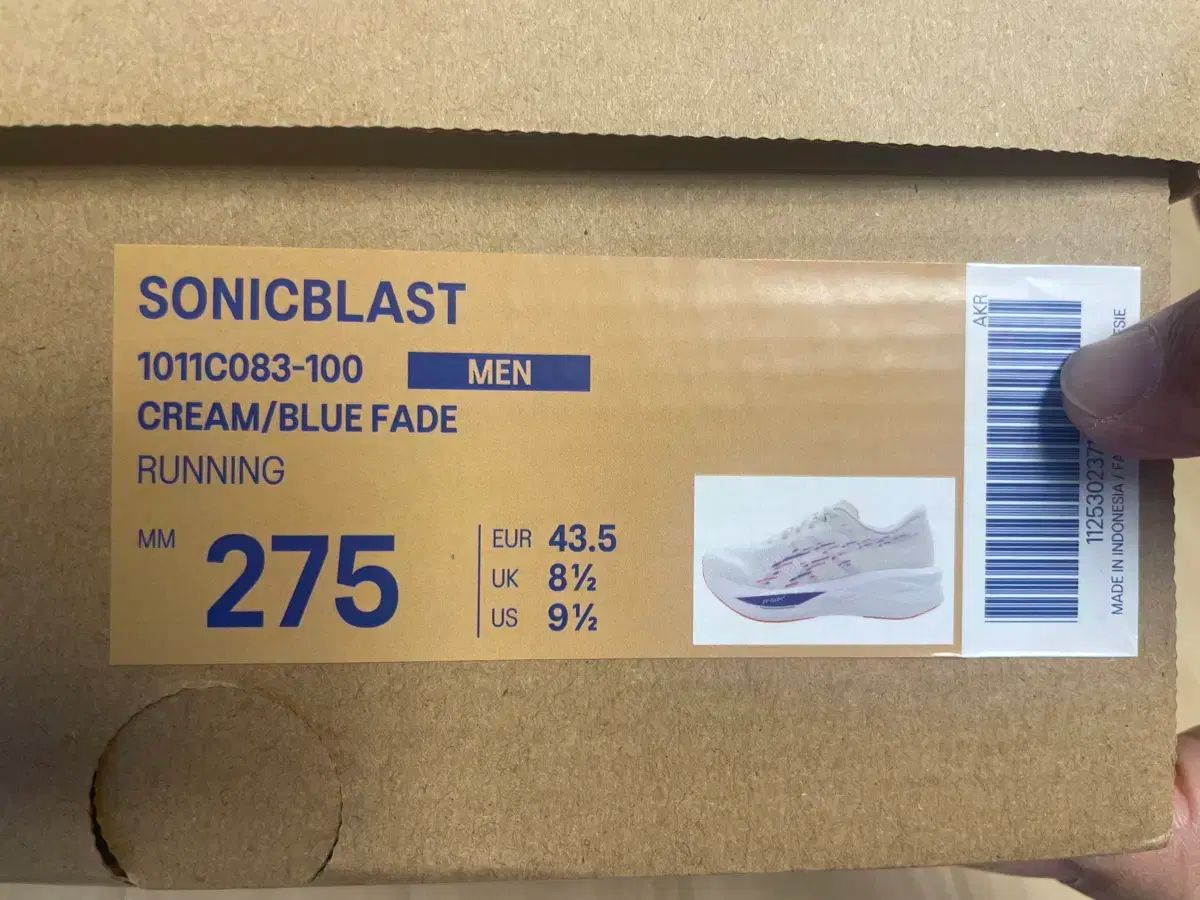 SONICBLAST
1011C083-100
MEN
CREAM/BLUE FADE
RUNNING
MM 275
EUR 43.5
UK 8½
US 9½
AKR
MADE IN INDONESIA /